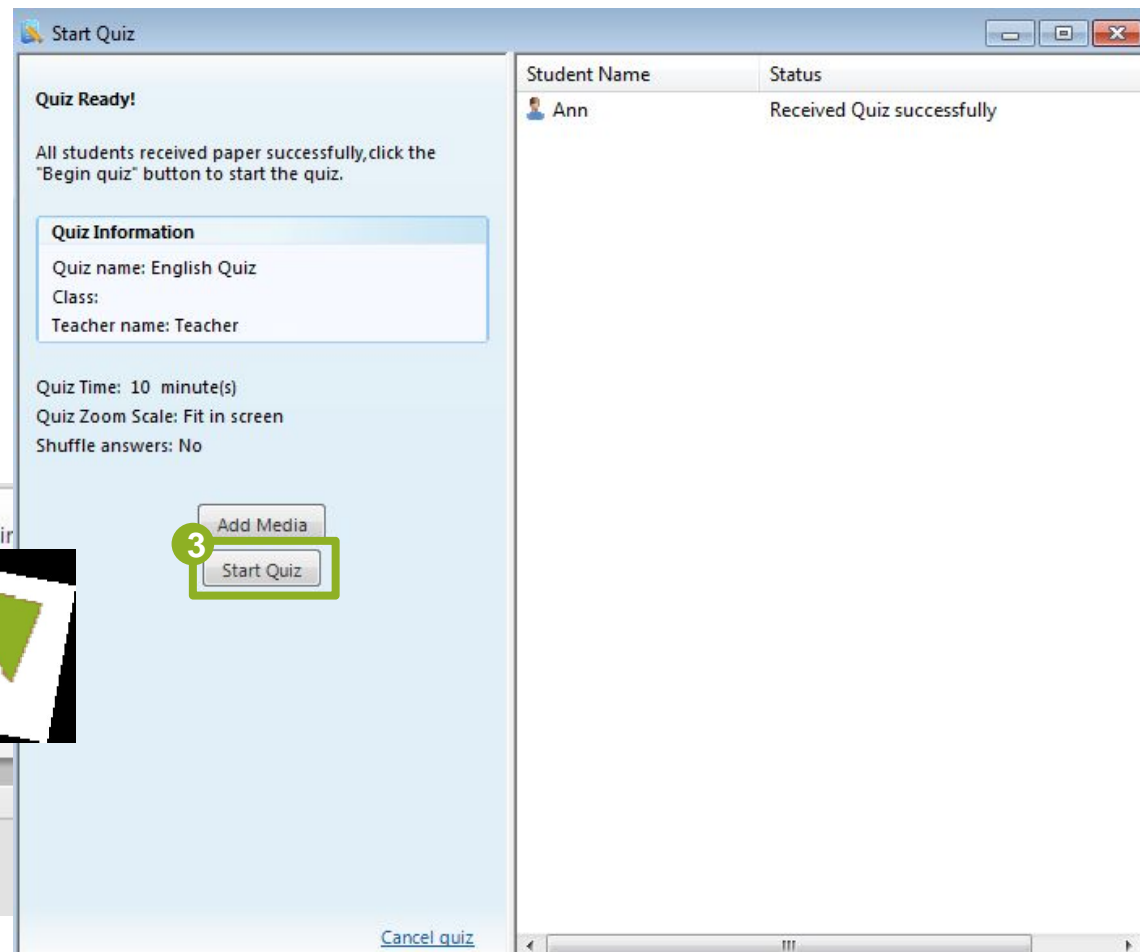 Start Quiz
Quiz Ready!
All students received paper successfully,click the
"Begin quiz" button to start the quiz.
Quiz Information
Quiz name: English Quiz
Class:
Teacher name: Teacher
Quiz Time: 10 minute(s)
Quiz Zoom Scale: Fit in screen
Shuffle answers: No
Add Media
3
Start Quiz
Cancel quiz
Student Name Status
Ann Received Quiz successfully